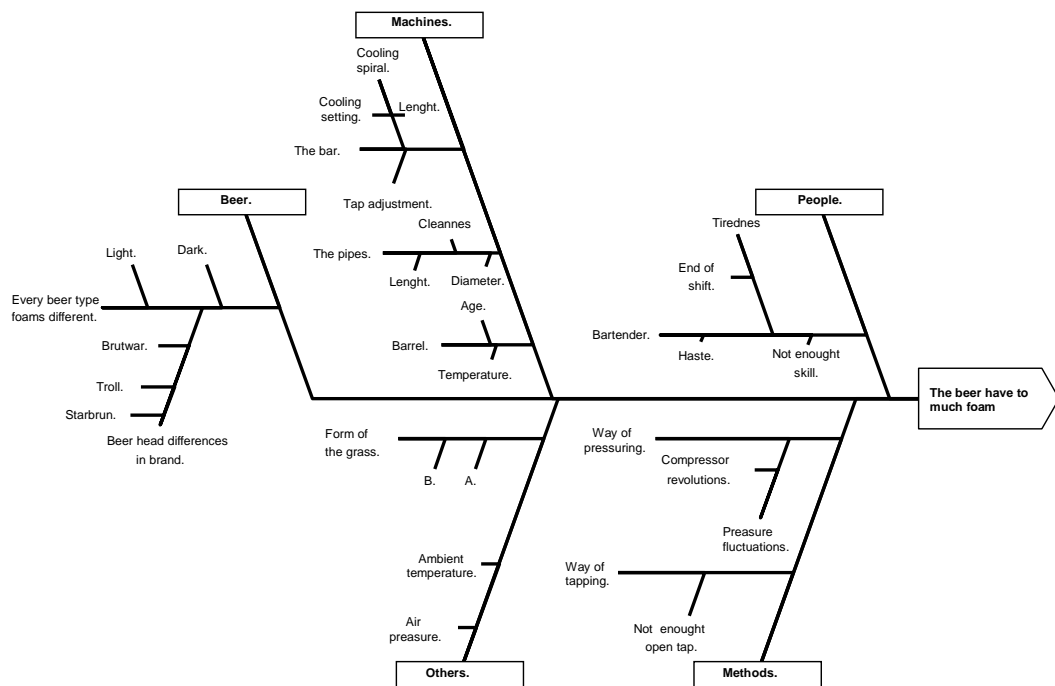 Machines.
Cooling
spiral.
Cooling
setting.
Lenght.
The bar.
Tap adjustment.
Beer.
People.
Cleannes
The pipes.
Lenght.
Diameter.
Tirednes
Light.
Dark.
End of
shift.
Every beer type
foams different.
Age.
Barrel.
Temperature.
Bartender.
Haste.
Not enought
skill.
Brutwar.
Troll.
Starbrun.
Beer head differences
in brand.
The beer have to
much foam
Form of
the grass.
B.
A.
Way of
pressuring.
Compressor
revolutions.
Preasure
fluctuations.
Ambient
temperature.
Way of
tapping.
Air
preasure.
Not enought
open tap.
Others.
Methods.